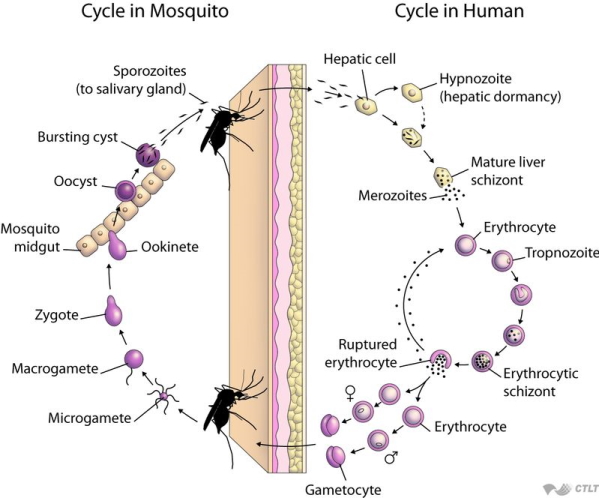 Cycle in Mosquito
Cycle in Human
Sporozoites
(to salivary gland)
Bursting cyst
Oocyst
Mosquito
midgut
Ookinete
Zygote
Macrogamete
Microgamete
Hepatic cell
Hypnozoite
(hepatic dormancy)
Mature liver
schizont
Merozoites
Erythrocyte
Tropnozoite
Ruptured
erythrocyte
Erythrocytic
schizont
♀
Erythrocyte
♂
Gametocyte
CTLT